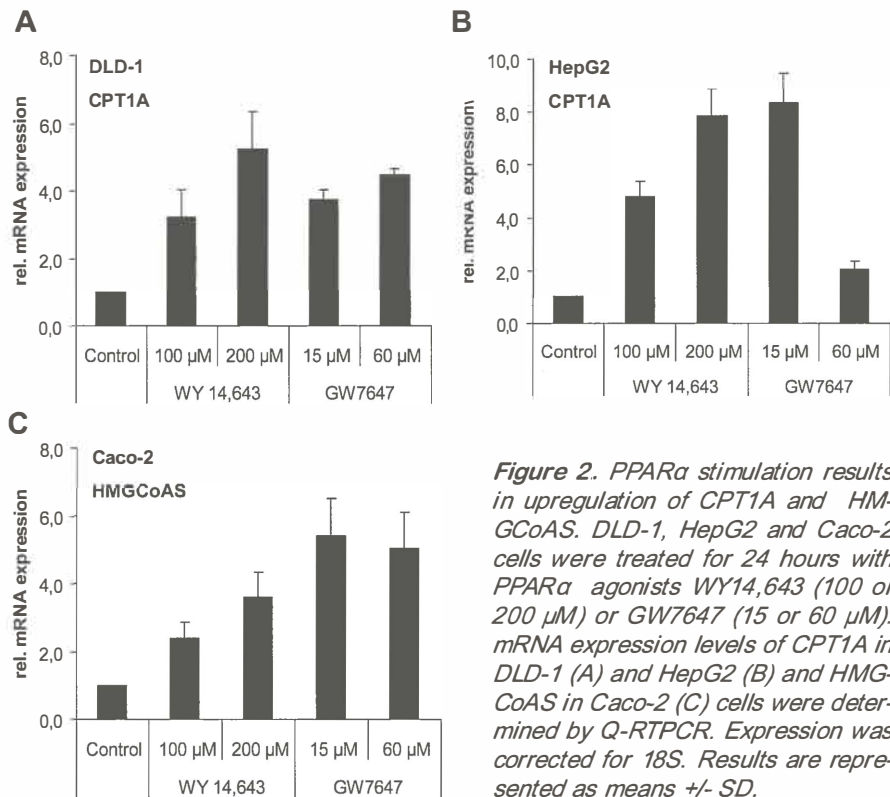 A
DLD-1
CPT1A
rel. mRNA expression
8,0
6,0
4,0
2,0
0,0
Control 100 µM 200 µM 15 µM 60 µM
WY 14,643 GW7647
B
HepG2
CPT1A
rel. mRNA expression
10,0
8,0
6,0
4,0
2,0
0,0
Control 100 µM 200 µM 15 µM 60 µM
WY 14,643 GW7647
C
Caco-2
HMGCoAS
rel. mRNA expression
8,0
6,0
4,0
2,0
0,0
Control 100 µM 200 µM 15 µM 60 µM
WY 14,643 GW7647
Figure 2.. PPARα stimulation results
in upregulation of CPT1A and HM-
GCoAS. DLD-1, HepG2 and Caco-2
cells were treated for 24 hours with
PPARα agonists WY14,643 (100 or
200 µM) or GW7647 (15 or 60 µM).
mRNA expression levels of CPT1A in
DLD-1 (A) and HepG2 (B) and HMG-
CoAS in Caco-2 (C) cells were deter-
mined by Q-RTPCR. Expression was
corrected for 18S. Results are repre-
sented as means +/- SD.